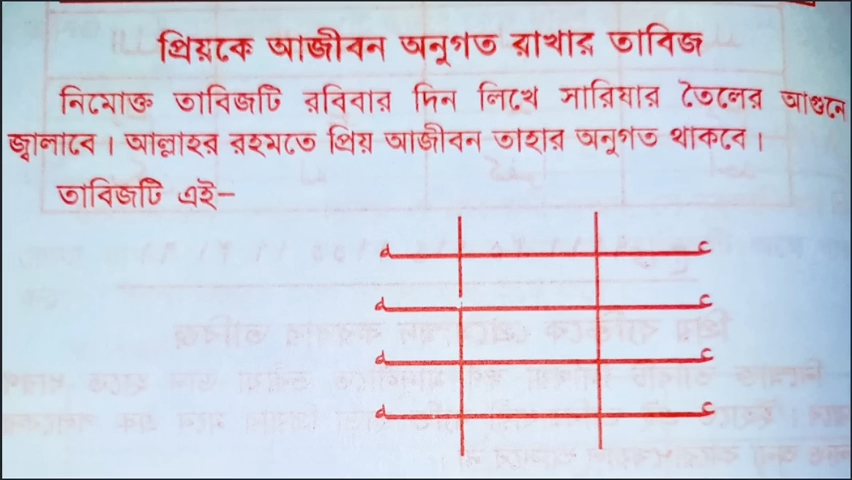 প্রিয়কে আজীবন অনুগত রাখার তাবিজ
নিমোক্ত তাবিজটি রবিবার দিন লিখে সারিষার তৈলের আগুনে
জ্বালাবে। আল্লাহর রহমতে প্রিয় আজীবন তাহার অনুগত থাকবে।
তাবিজটি এই–